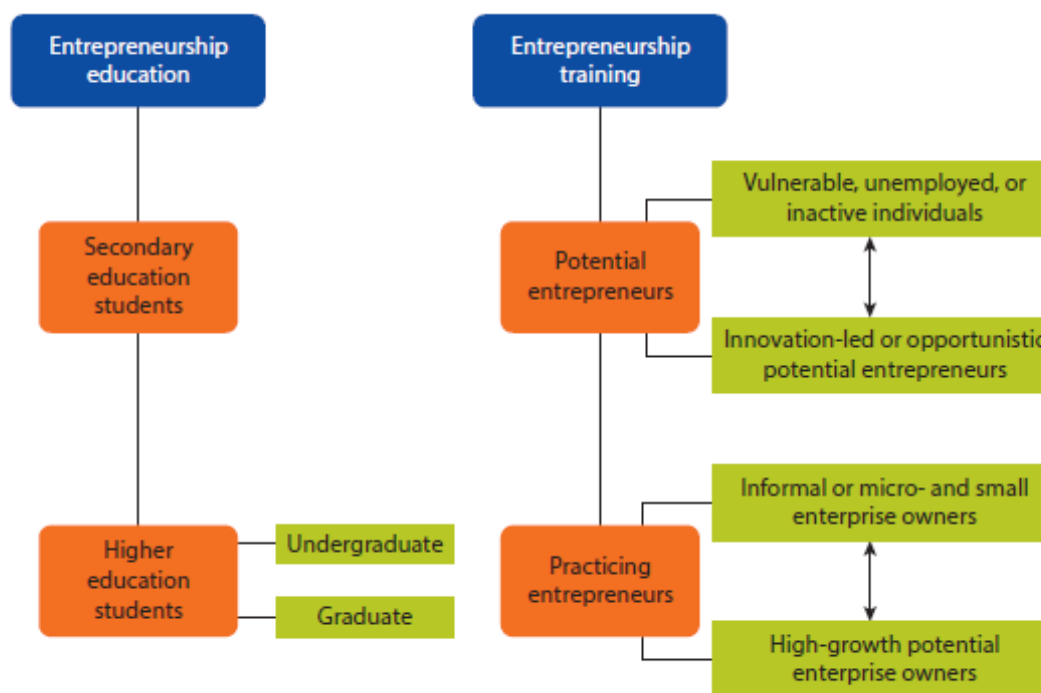 Entrepreneurship
education
Entrepreneurship
training
Secondary
education
students
Potential
entrepreneurs
Vulnerable, unemployed, or
inactive individuals
Innovation-led or opportunistic
potential entrepreneurs
Higher
education
students
Undergraduate
Graduate
Practicing
entrepreneurs
Informal or micro- and small
enterprise owners
High-growth potential
enterprise owners